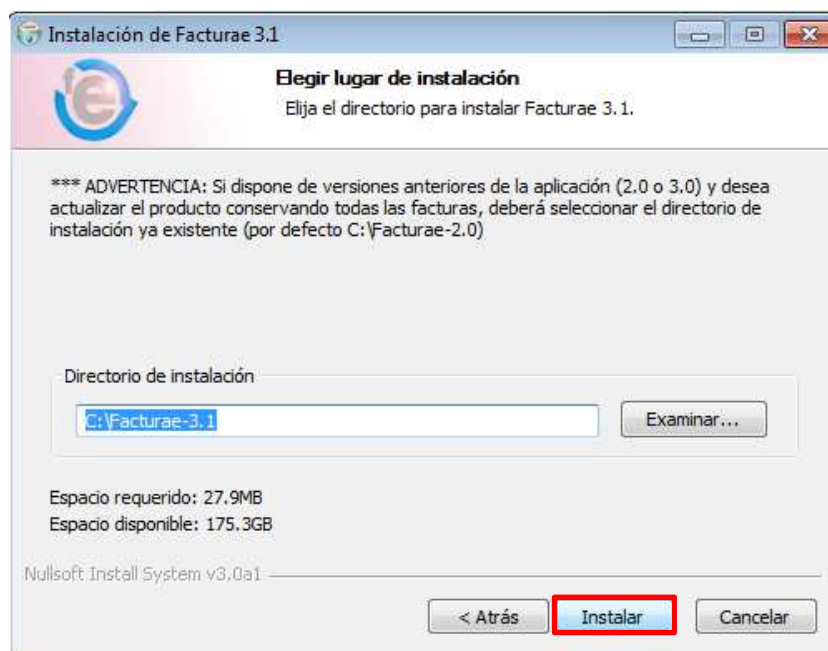 Instalación de Facturae 3.1
Elegir lugar de instalación
Elija el directorio para instalar Facturae 3.1.
*** ADVERTENCIA: Si dispone de versiones anteriores de la aplicación (2.0 o 3.0) y desea
actualizar el producto conservando todas las facturas, deberá seleccionar el directorio de
instalación ya existente (por defecto C:\Facturae-2.0)
Directorio de instalación
C:\Facturae-3.1
Examinar...
Espacio requerido: 27.9MB
Espacio disponible: 175.3GB
Nullsoft Install System v3.0a1
< Atrás
Instalar
Cancelar